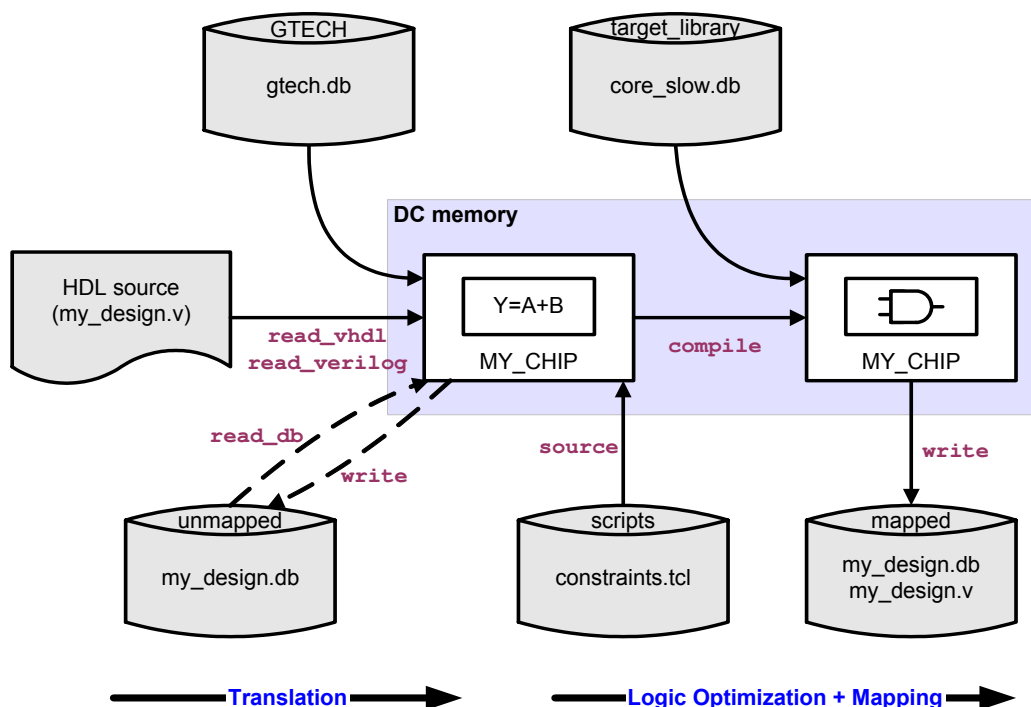 GTECH
gtech.db
target_library
core_slow.db
DC memory
HDL source
(my_design.v)
read_vhdl
read_verilog
Y=A+B
MY_CHIP
compile
MY_CHIP
read_db
write
source
write
unmapped
my_design.db
scripts
constraints.tcl
mapped
my_design.db
my_design.v
Translation
Logic Optimization + Mapping